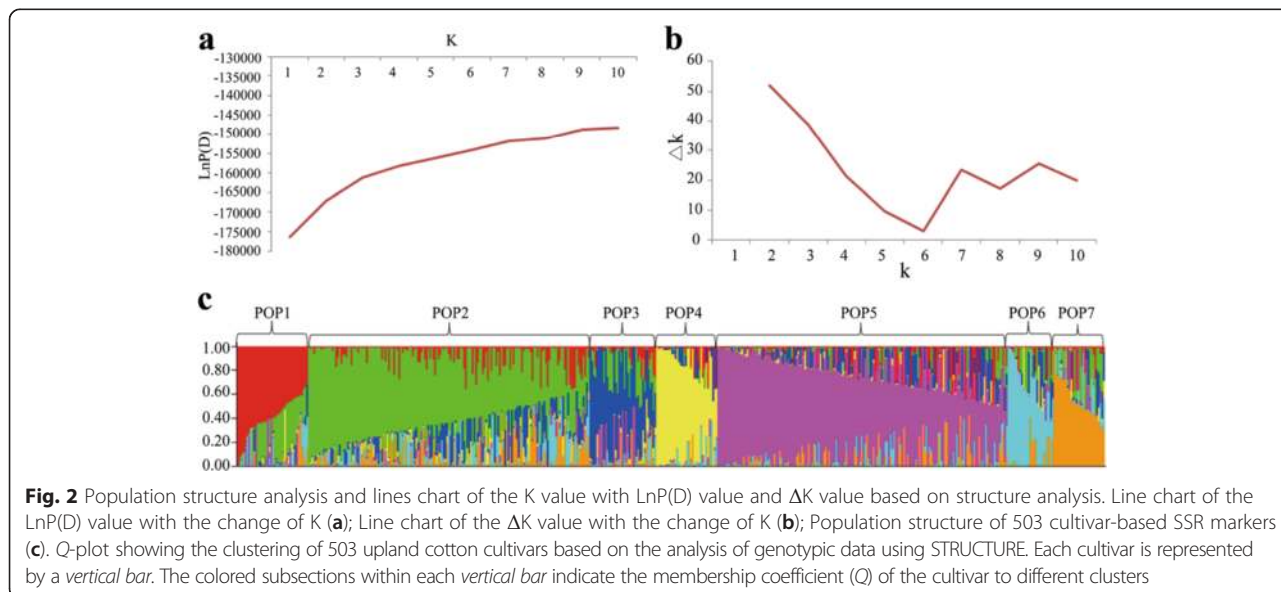 a
K
-130000
-135000
-140000
-145000
-150000
-155000
-160000
-165000
-170000
-175000
-180000
1 2 3 4 5 6 7 8 9 10
LnP(D)
b
60
50
40
30
20
10
0
△k
1 2 3 4 5 6 7 8 9 10
k
c
POP1 POP2 POP3 POP4 POP5 POP6 POP7
1.00
0.80
0.60
0.40
0.20
0.00
Fig. 2 Population structure analysis and lines chart of the K value with LnP(D) value and ΔK value based on structure analysis. Line chart of the
LnP(D) value with the change of K (a); Line chart of the ΔK value with the change of K (b); Population structure of 503 cultivar-based SSR markers
(c). Q-plot showing the clustering of 503 upland cotton cultivars based on the analysis of genotypic data using STRUCTURE. Each cultivar is represented
by a vertical bar. The colored subsections within each vertical bar indicate the membership coefficient (Q) of the cultivar to different clusters